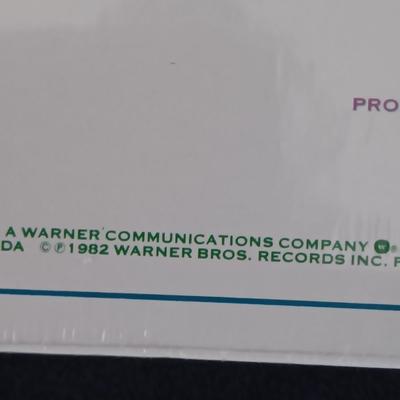 PRO
A WARNER COMMUNICATIONS COMPANY ®.
DA © ℗ 1982 WARNER BROS. RECORDS INC.